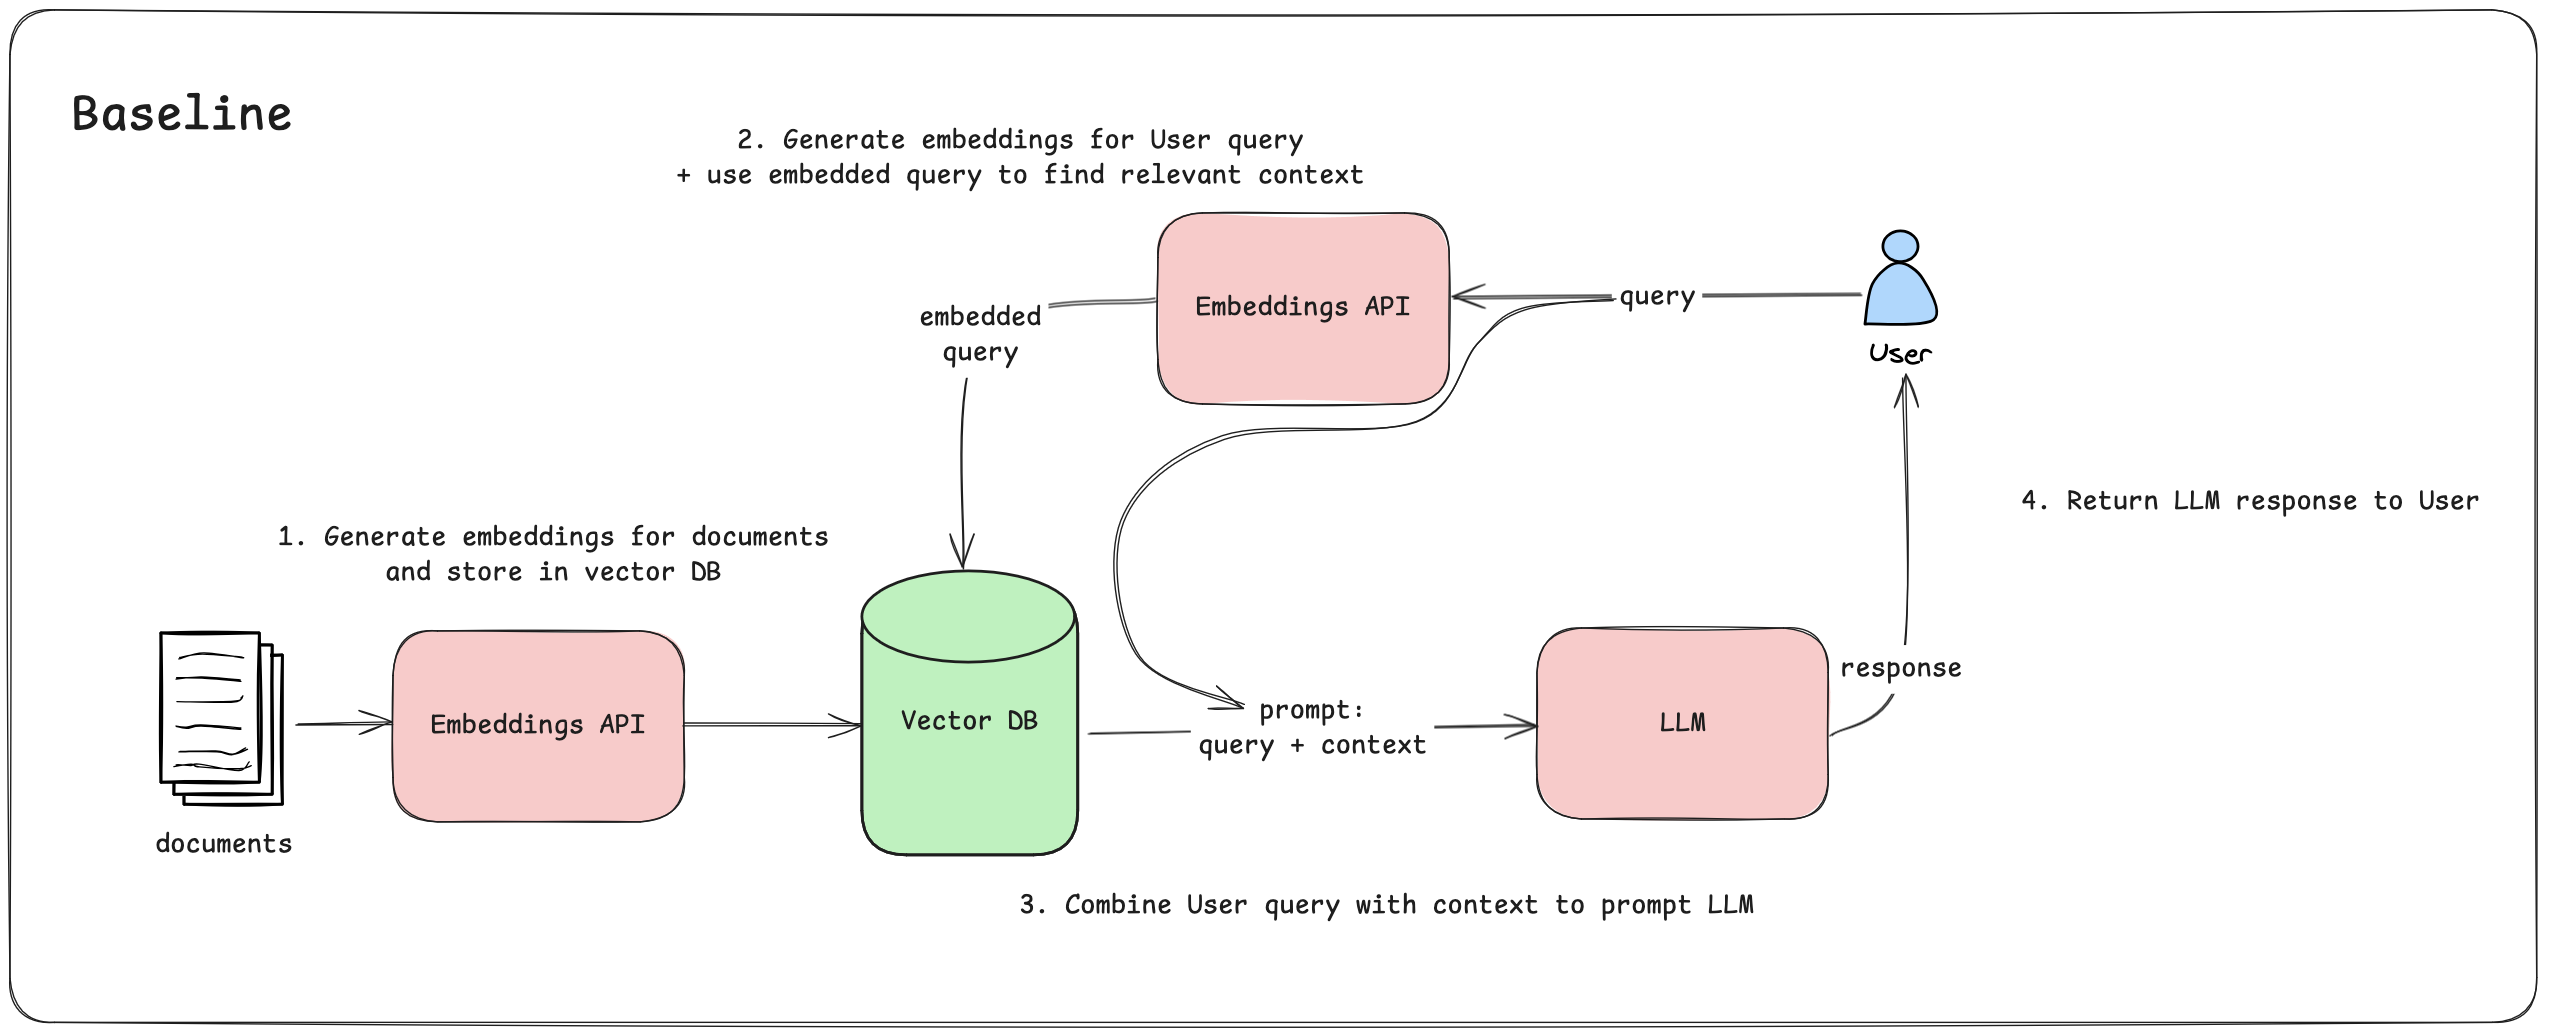 Baseline
2. Generate embeddings for User query
+ use embedded query to find relevant context
Embeddings API
query
User
embedded
query
4. Return LLM response to User
1. Generate embeddings for documents
and store in vector DB
documents
Embeddings API
Vector DB
prompt:
query + context
LLM
response
3. Combine User query with context to prompt LLM